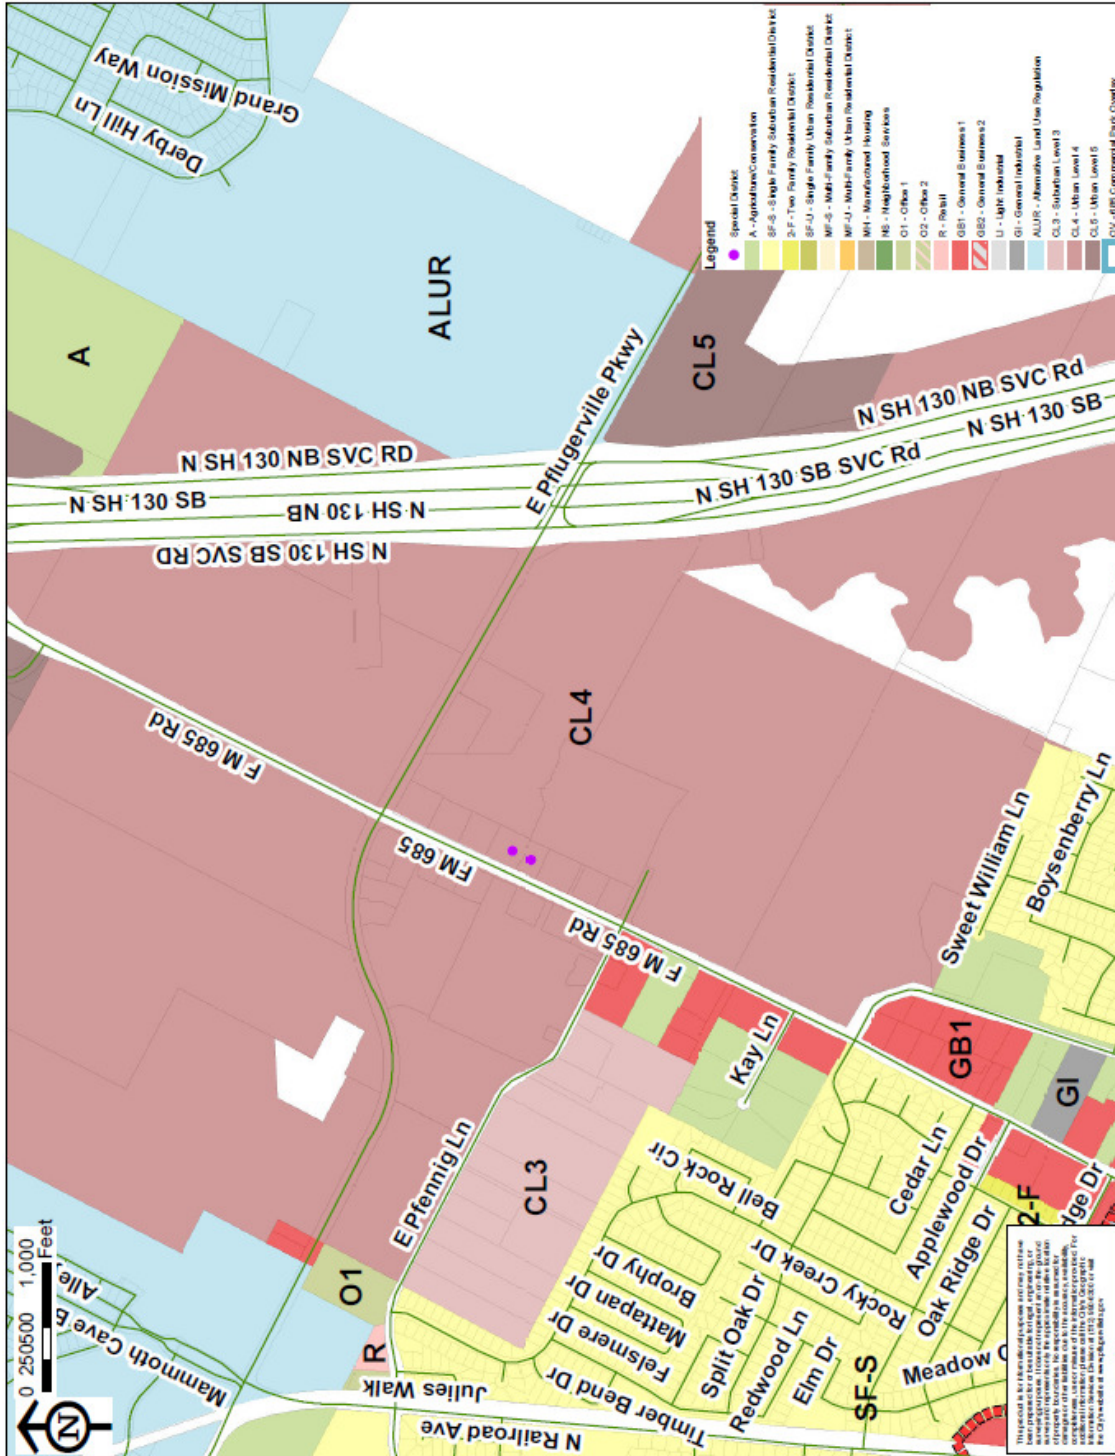 Grand Mission Way
Derby Hill Ln
A
ALUR
N SH 130 NB SVC RD
N SH 130 SB
N SH 130 NB
N SH 130 SB SVC RD
E Pflugerville Pkwy
CL5
N SH 130 NB SVC Rd
N SH 130 SB
N SH 130 SB SVC Rd
F M 685 Rd
FM 685
CL4
F M 685 Rd
Sweet William Ln
Boysenberry Ln
Kay Ln
GB1
GI
E Pfennig Ln
CL3
O1
R
Bell Rock Cir
Cedar Ln
Applewood Dr
Oak Ridge Dr
2-F
Rocky Creek Dr
Brophy Dr
Mattapan Dr
Felsmere Dr
Timber Bend Dr
Split Oak Dr
Redwood Ln
Elm Dr
SF-S
Meadow
Julies Walk
N Railroad Ave
Mammoth Cave B
Alle
0 250 500 1,000
Feet
N
Legend
Special District
A - Agriculture/Conservation
SF-S - Single Family Suburban Residential District
2-F - Two Family Residential District
SF-U - Single Family Urban Residential District
MF-S - Multi-Family Suburban Residential District
MF-U - Multi-Family Urban Residential District
MH - Manufactured Housing
NS - Neighborhood Services
O1 - Office 1
O2 - Office 2
R - Retail
GB1 - General Business 1
GB2 - General Business 2
LI - Light Industrial
GI - General Industrial
ALUR - Alternative Land Use Regulation
CL3 - Suburban Level 3
CL4 - Urban Level 4
CL5 - Urban Level 5